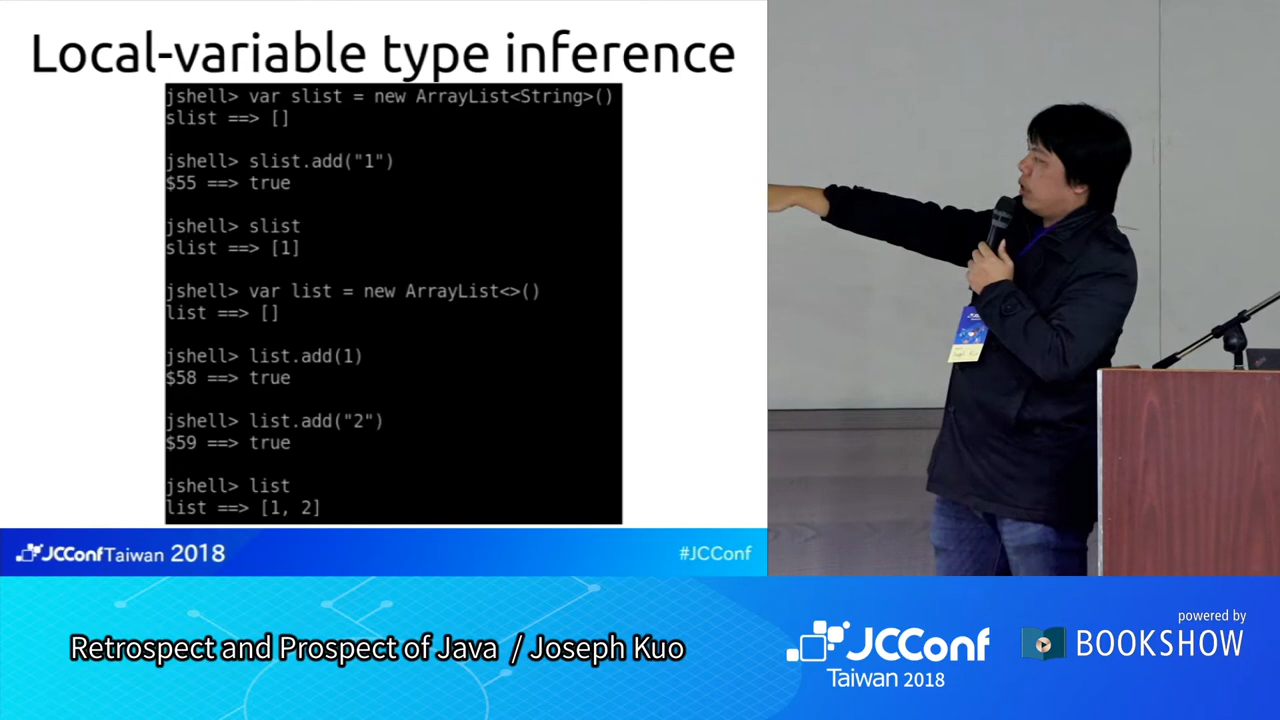 Local-variable type inference
jshell> var slist = new ArrayList<String>()
slist ==> []
jshell> slist.add("1")
$55 ==> true
jshell> slist
slist ==> [1]
jshell> var list = new ArrayList<>()
list ==> []
jshell> list.add(1)
$58 ==> true
jshell> list.add("2")
$59 ==> true
jshell> list
list ==> [1, 2]
JCConf Taiwan 2018
#JCConf
Retrospect and Prospect of Java / Joseph Kuo
JCConf
Taiwan 2018
powered by
BOOKSHOW